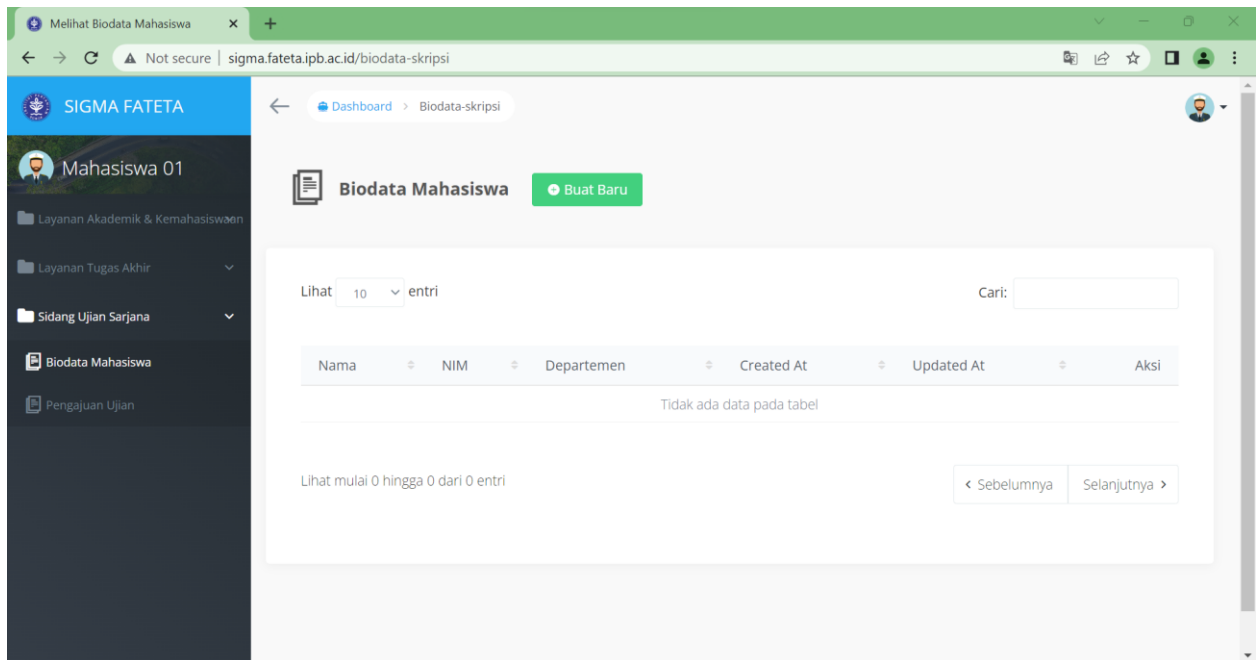 Melihat Biodata Mahasiswa
Not secure | sigma.fateta.ipb.ac.id/biodata-skripsi
SIGMA FATETA
Dashboard > Biodata-skripsi
Mahasiswa 01
Biodata Mahasiswa
Buat Baru
Layanan Akademik & Kemahasiswaan
Layanan Tugas Akhir
Sidang Ujian Sarjana
Biodata Mahasiswa
Pengajuan Ujian
Lihat 10 entri
Cari:
Nama NIM Departemen Created At Updated At Aksi
Tidak ada data pada tabel
Lihat mulai 0 hingga 0 dari 0 entri
Sebelumnya Selanjutnya